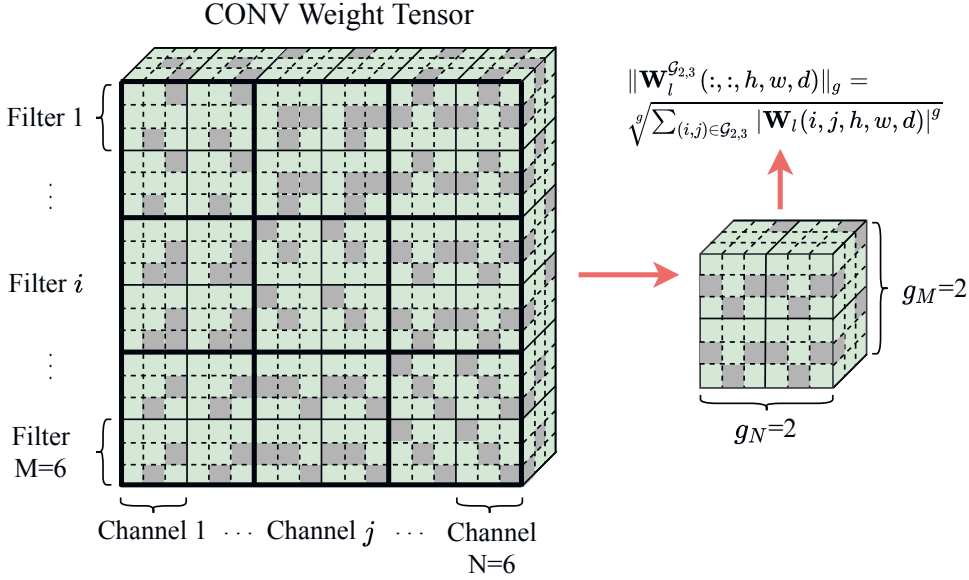 CONV Weight Tensor
Filter 1
⋮
Filter i
⋮
Filter
M=6
Channel 1 ⋯ Channel j ⋯ Channel
N=6
‖𝐖_l^{𝒢_{2,3}}(:,:,h,w,d)‖_g =
\sqrt[g]{∑_{(i,j)∈𝒢_{2,3}} |𝐖_l(i,j,h,w,d)|^g}
g_M=2
g_N=2